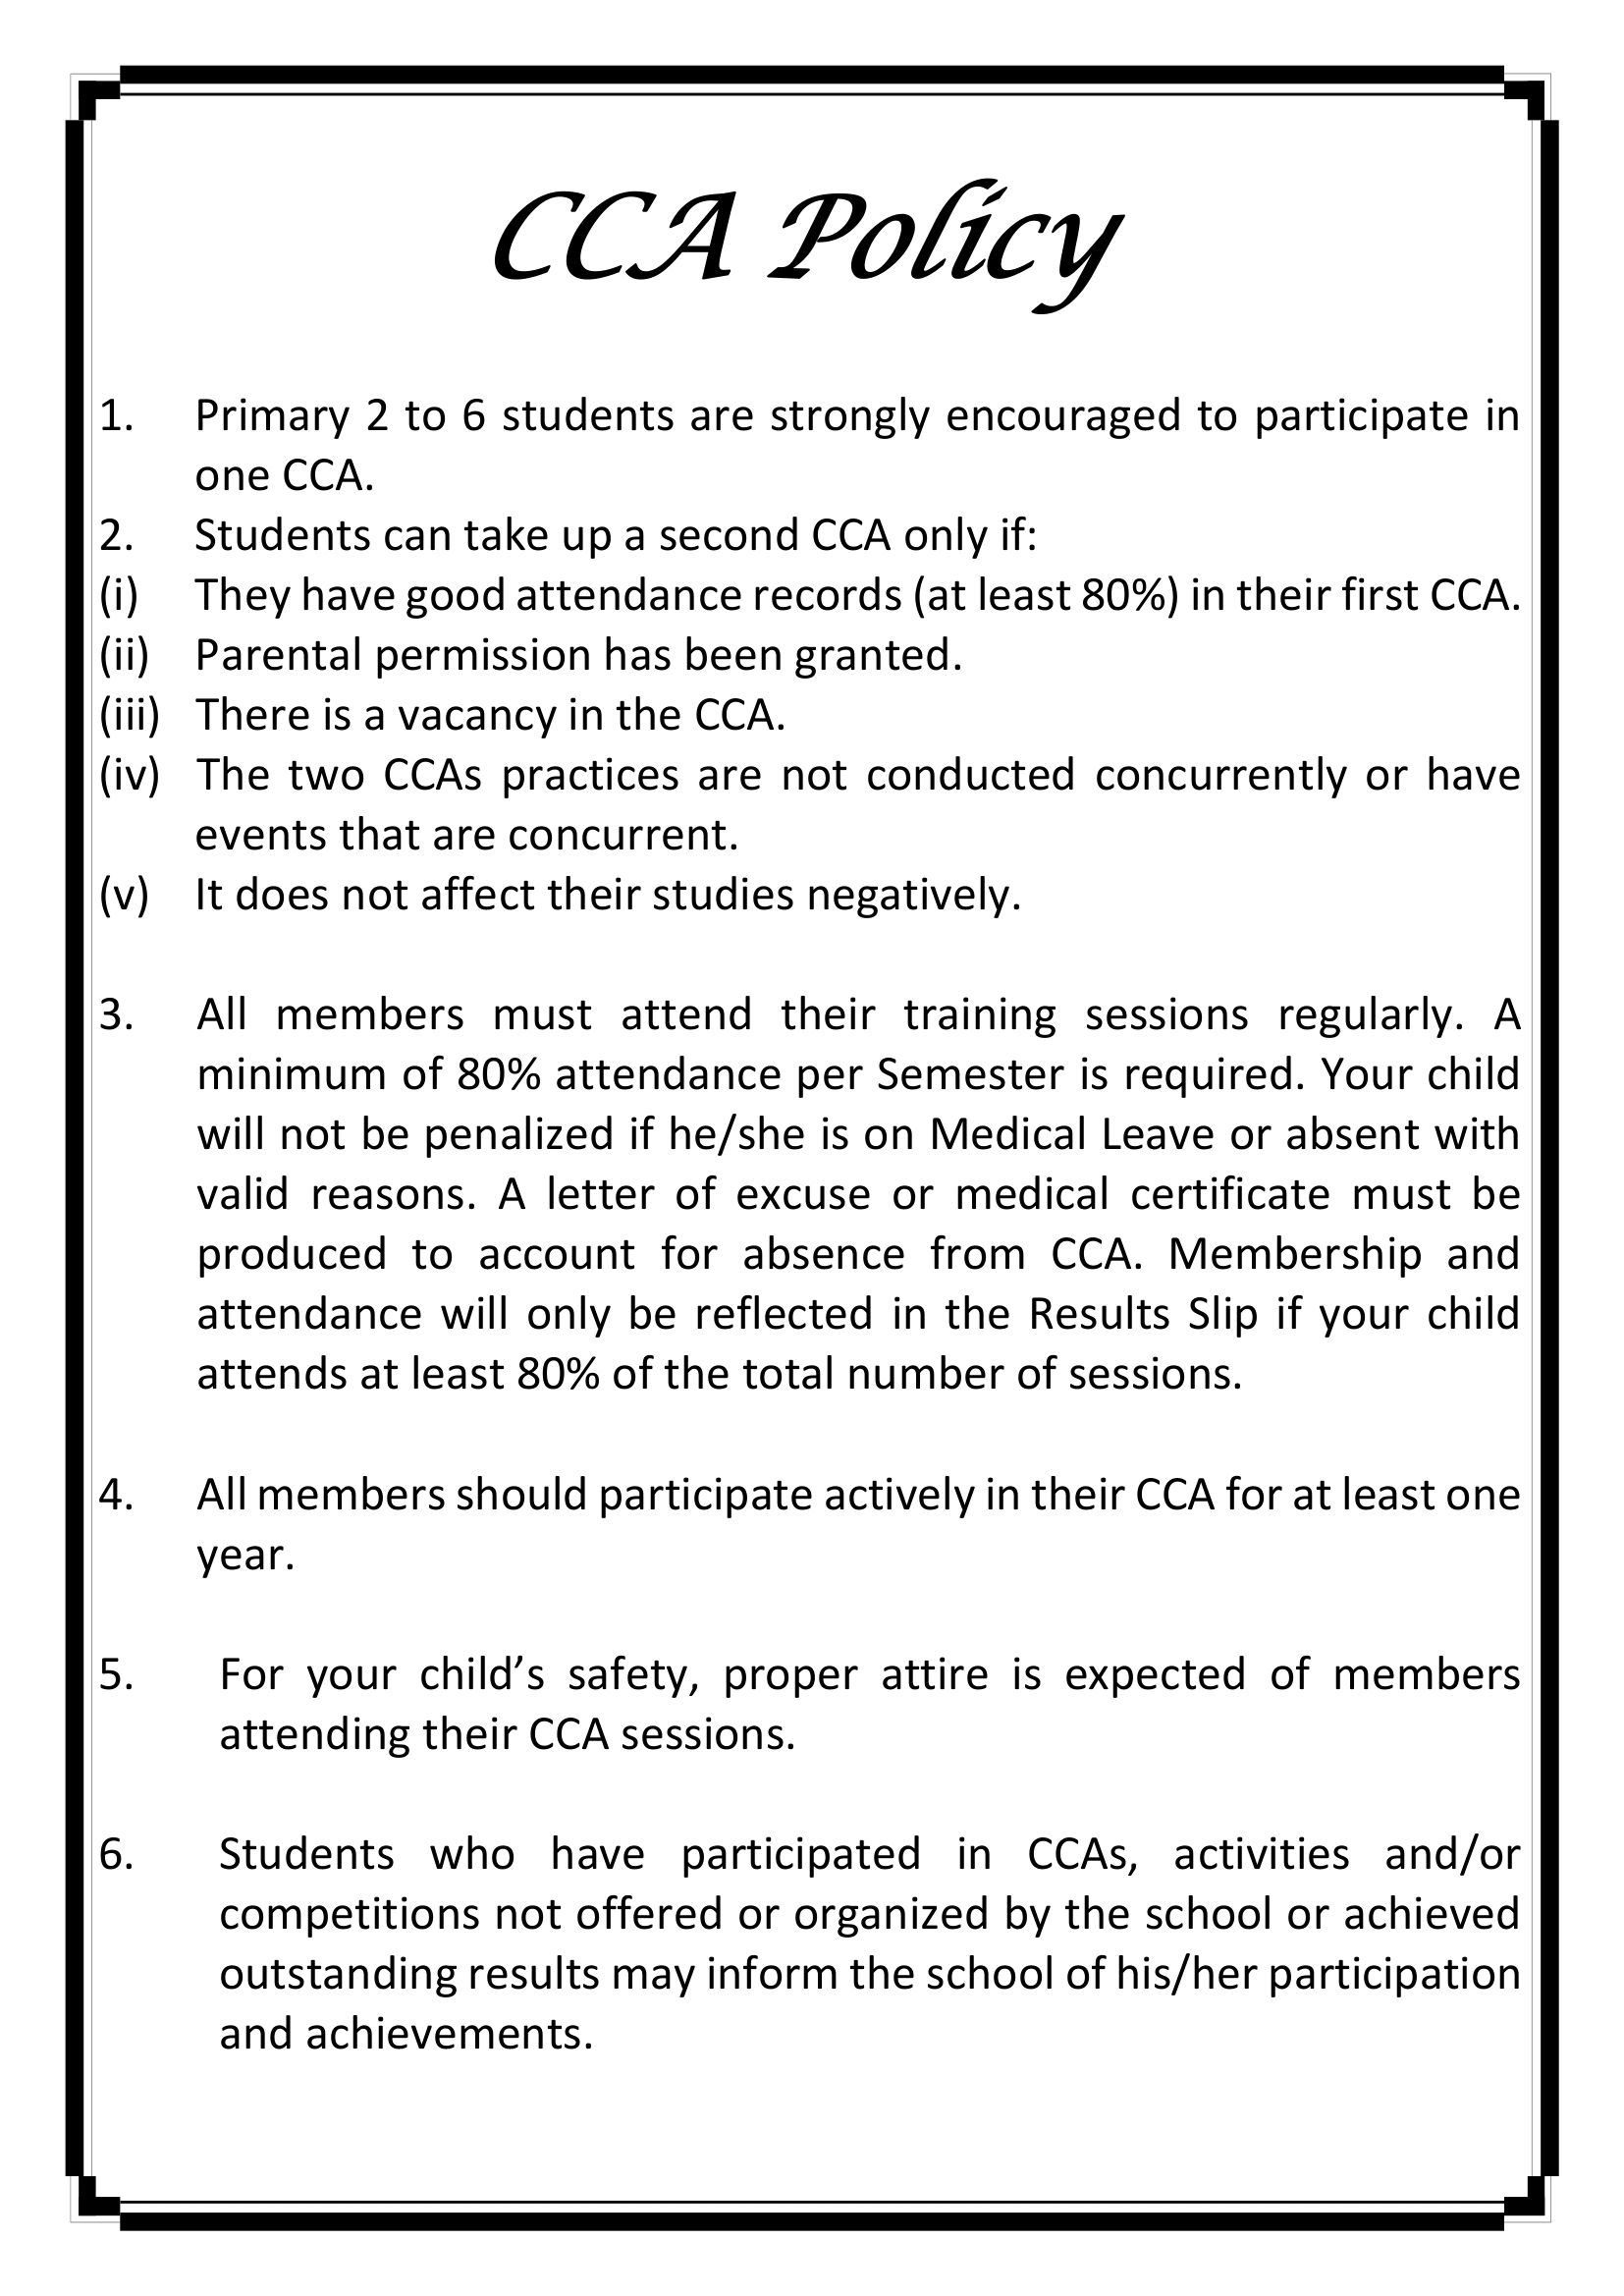 CCA Policy
1. Primary 2 to 6 students are strongly encouraged to participate in
one CCA.
2. Students can take up a second CCA only if:
(i) They have good attendance records (at least 80%) in their first CCA.
(ii) Parental permission has been granted.
(iii) There is a vacancy in the CCA.
(iv) The two CCAs practices are not conducted concurrently or have
events that are concurrent.
(v) It does not affect their studies negatively.
3. All members must attend their training sessions regularly. A
minimum of 80% attendance per Semester is required. Your child
will not be penalized if he/she is on Medical Leave or absent with
valid reasons. A letter of excuse or medical certificate must be
produced to account for absence from CCA. Membership and
attendance will only be reflected in the Results Slip if your child
attends at least 80% of the total number of sessions.
4. All members should participate actively in their CCA for at least one
year.
5. For your child’s safety, proper attire is expected of members
attending their CCA sessions.
6. Students who have participated in CCAs, activities and/or
competitions not offered or organized by the school or achieved
outstanding results may inform the school of his/her participation
and achievements.